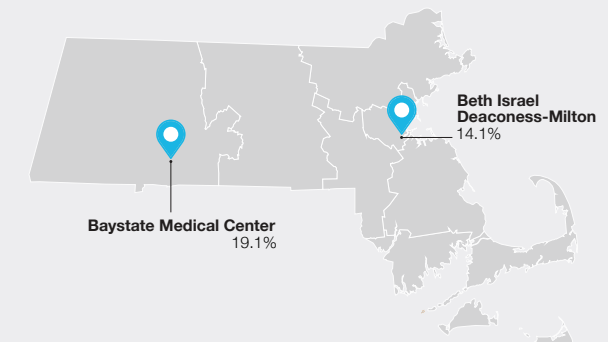 Beth Israel
Deaconess-Milton
14.1%
Baystate Medical Center
19.1%